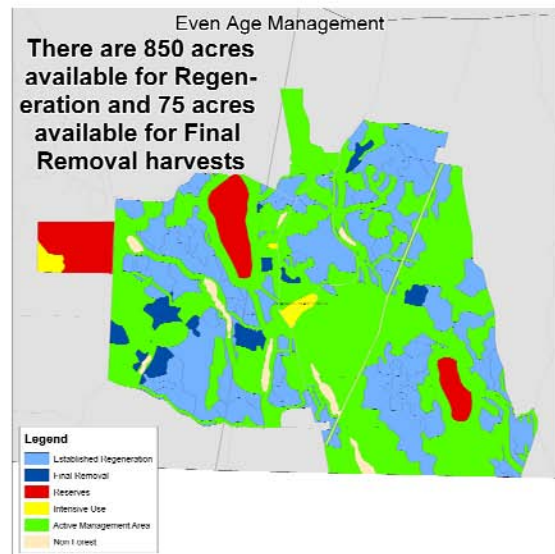 Even Age Management
There are 850 acres
available for Regen-
eration and 75 acres
available for Final
Removal harvests
Legend
Established Regeneration
Final Removal
Reserves
Intensive Use
Active Management Area
Non Forest